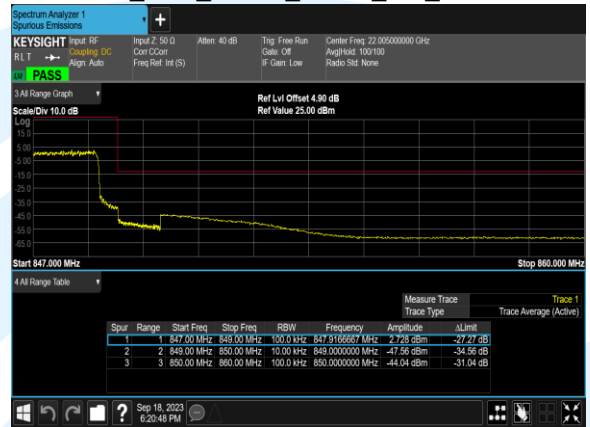 Spectrum Analyzer 1
Spurious Emissions
KEYSIGHT Input: RF Input Z: 50 Ω Atten: 40 dB Trig: Free Run Center Freq: 22.005000000 GHz
RLT Coupling: DC Corr CCorr Gate: Off Avg|Hold: 100/100
Align: Auto Freq Ref: Int (S) IF Gain: Low Radio Std: None
PASS
3 All Range Graph
Ref Lvl Offset 4.90 dB
Scale/Div 10.0 dB Ref Value 25.00 dBm
Log
15.0
5.00
-5.00
-15.0
-25.0
-35.0
-45.0
-55.0
-65.0
Start 847.000 MHz Stop 860.000 MHz
4 All Range Table
Measure Trace Trace 1
Trace Type Trace Average (Active)
Spur Range Start Freq Stop Freq RBW Frequency Amplitude ΔLimit
1 1 847.00 MHz 849.00 MHz 100.0 kHz 847.9166667 MHz 2.728 dBm -27.27 dB
2 2 849.00 MHz 850.00 MHz 10.00 kHz 849.0000000 MHz -47.56 dBm -34.56 dB
3 3 850.00 MHz 860.00 MHz 100.0 kHz 850.0000000 MHz -44.04 dBm -31.04 dB
Sep 18, 2023
6:20:48 PM